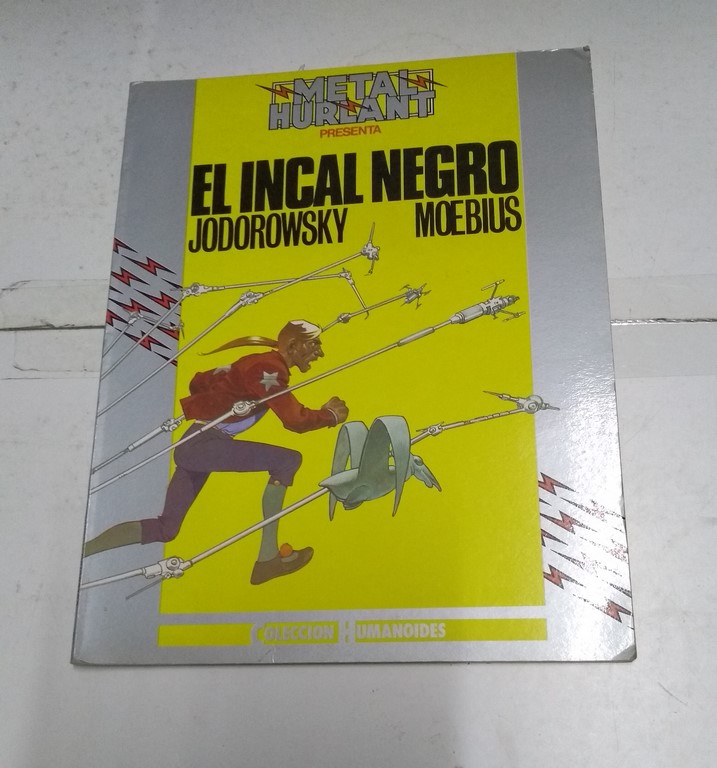 METAL
HURLANT
PRESENTA
EL INCAL NEGRO
JODOROWSKY MOEBIUS
COLECCION HUMANOIDES